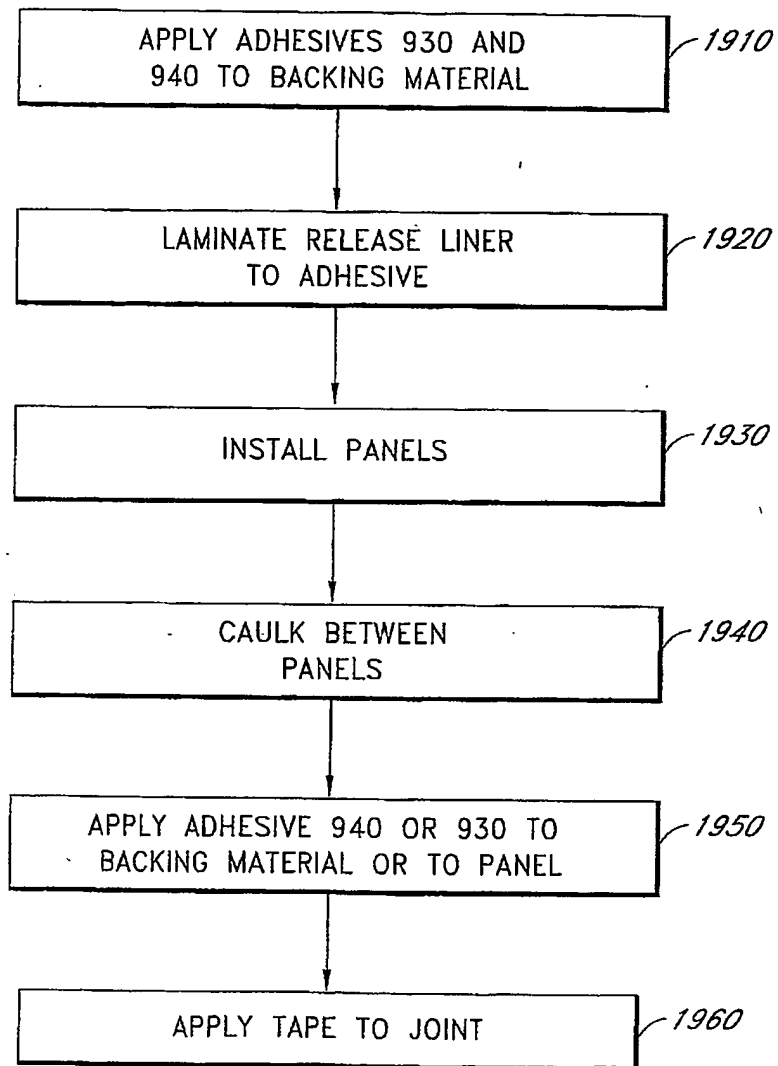 APPLY ADHESIVES 930 AND
940 TO BACKING MATERIAL
1910
LAMINATE RELEASE LINER
TO ADHESIVE
1920
INSTALL PANELS
1930
CAULK BETWEEN
PANELS
1940
APPLY ADHESIVE 940 OR 930 TO
BACKING MATERIAL OR TO PANEL
1950
APPLY TAPE TO JOINT
1960